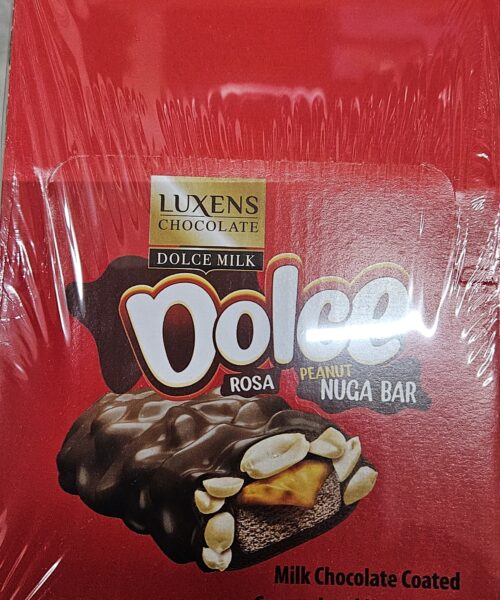 LUXENS
CHOCOLATE
DOLCE MILK
Dolce
ROSA
PEANUT
NUGA BAR
Milk Chocolate Coated